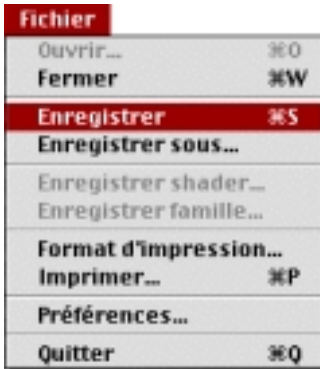 Fichier
Ouvrir... ⌘O
Fermer ⌘W
Enregistrer ⌘S
Enregistrer sous...
Enregistrer shader...
Enregistrer famille...
Format d'impression...
Imprimer... ⌘P
Préférences...
Quitter ⌘Q